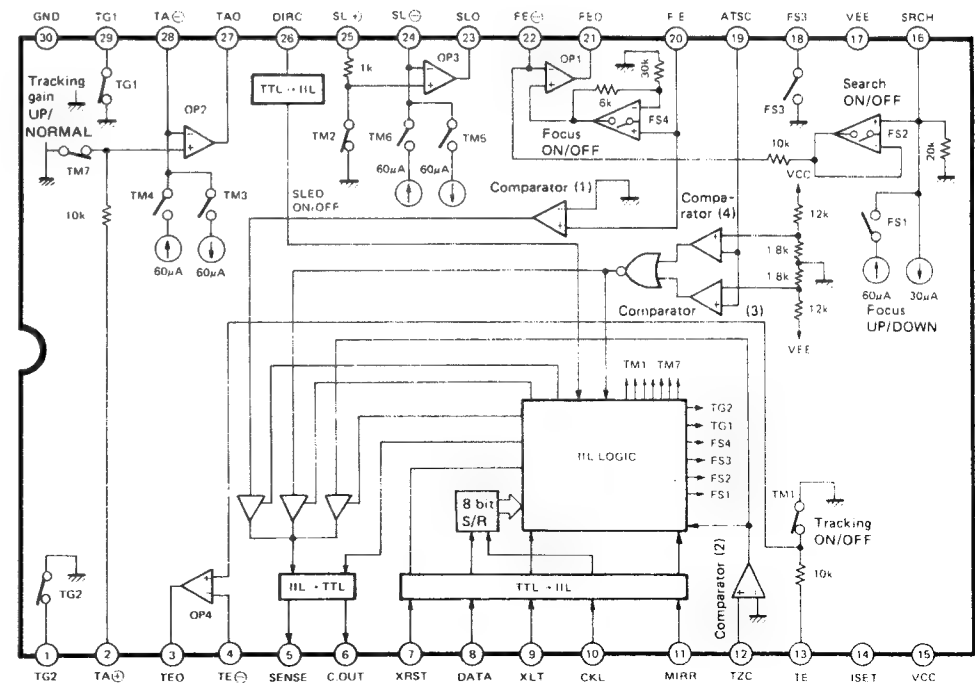 GND TG1 TA⊖ TAO DIRC SL⊕ SL⊖ SLO FE⊖ FEO FE ATSC FS3 VEE SRCH
30 29 28 27 26 25 24 23 22 21 20 19 18 17 16
Tracking
gain
UP/
NORMAL
TG1
TM7
10k
OP2
TM4
TM3
60μA
60μA
TTL→IIL
1k
TM2
SLED
ON/OFF
OP3
TM6
TM5
60μA
60μA
OP1
30k
6k
FS4
Focus
ON/OFF
FS3
Search
ON/OFF
FS2
10k
20k
VCC
Comparator (1)
Compa-
rator (4)
12k
1.8k
1.8k
12k
VEE
Comparator (3)
FS1
60μA
30μA
Focus
UP/DOWN
TM1 TM7
IIL LOGIC
TG2
TG1
FS4
FS3
FS2
FS1
8 bit
S/R
TM1
Tracking
ON/OFF
10k
Comparator (2)
TG2
OP4
IIL→TTL
TTL→IIL
1 2 3 4 5 6 7 8 9 10 11 12 13 14 15
TG2 TA⊕ TEO TE⊖ SENSE C.OUT XRST DATA XLT CKL MIRR TZC TE ISET VCC